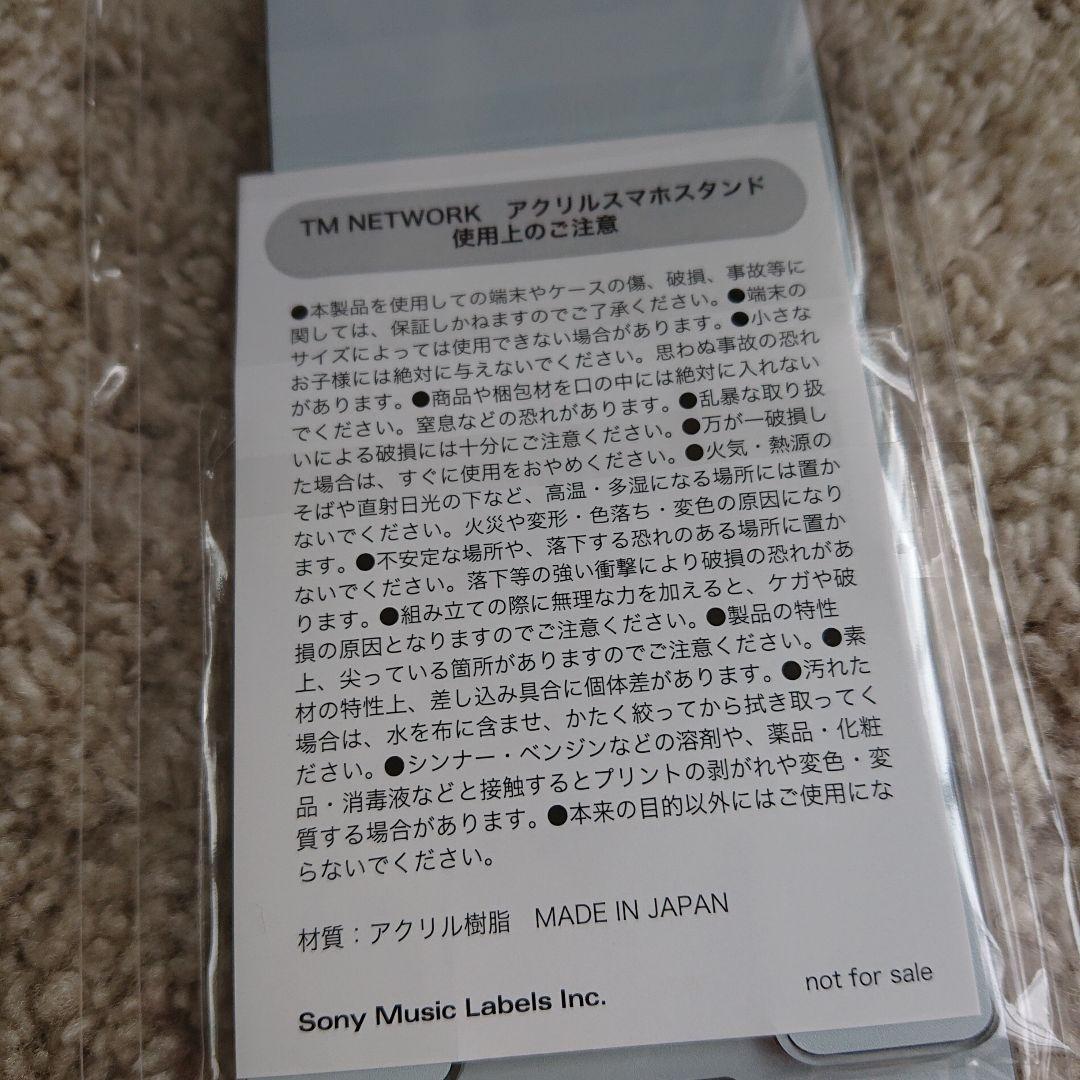 TM NETWORK　アクリルスマホスタンド
使用上のご注意
●本製品を使用しての端末やケースの傷、破損、事故等に
関しては、保証しかねますのでご了承ください。●端末の
サイズによっては使用できない場合があります。●小さな
お子様には絶対に与えないでください。思わぬ事故の恐れ
があります。●商品や梱包材を口の中には絶対に入れない
でください。窒息などの恐れがあります。●乱暴な取り扱
いによる破損には十分にご注意ください。●万が一破損し
た場合は、すぐに使用をおやめください。●火気・熱源の
そばや直射日光の下など、高温・多湿になる場所には置か
ないでください。火災や変形・色落ち・変色の原因になり
ます。●不安定な場所や、落下する恐れのある場所に置か
ないでください。落下等の強い衝撃により破損の恐れがあ
ります。●組み立ての際に無理な力を加えると、ケガや破
損の原因となりますのでご注意ください。●製品の特性
上、尖っている箇所がありますのでご注意ください。●素
材の特性上、差し込み具合に個体差があります。●汚れた
場合は、水を布に含ませ、かたく絞ってから拭き取ってく
ださい。●シンナー・ベンジンなどの溶剤や、薬品・化粧
品・消毒液などと接触するとプリントの剥がれや変色・変
質する場合があります。●本来の目的以外にはご使用にな
らないでください。
材質：アクリル樹脂　MADE IN JAPAN
not for sale
Sony Music Labels Inc.